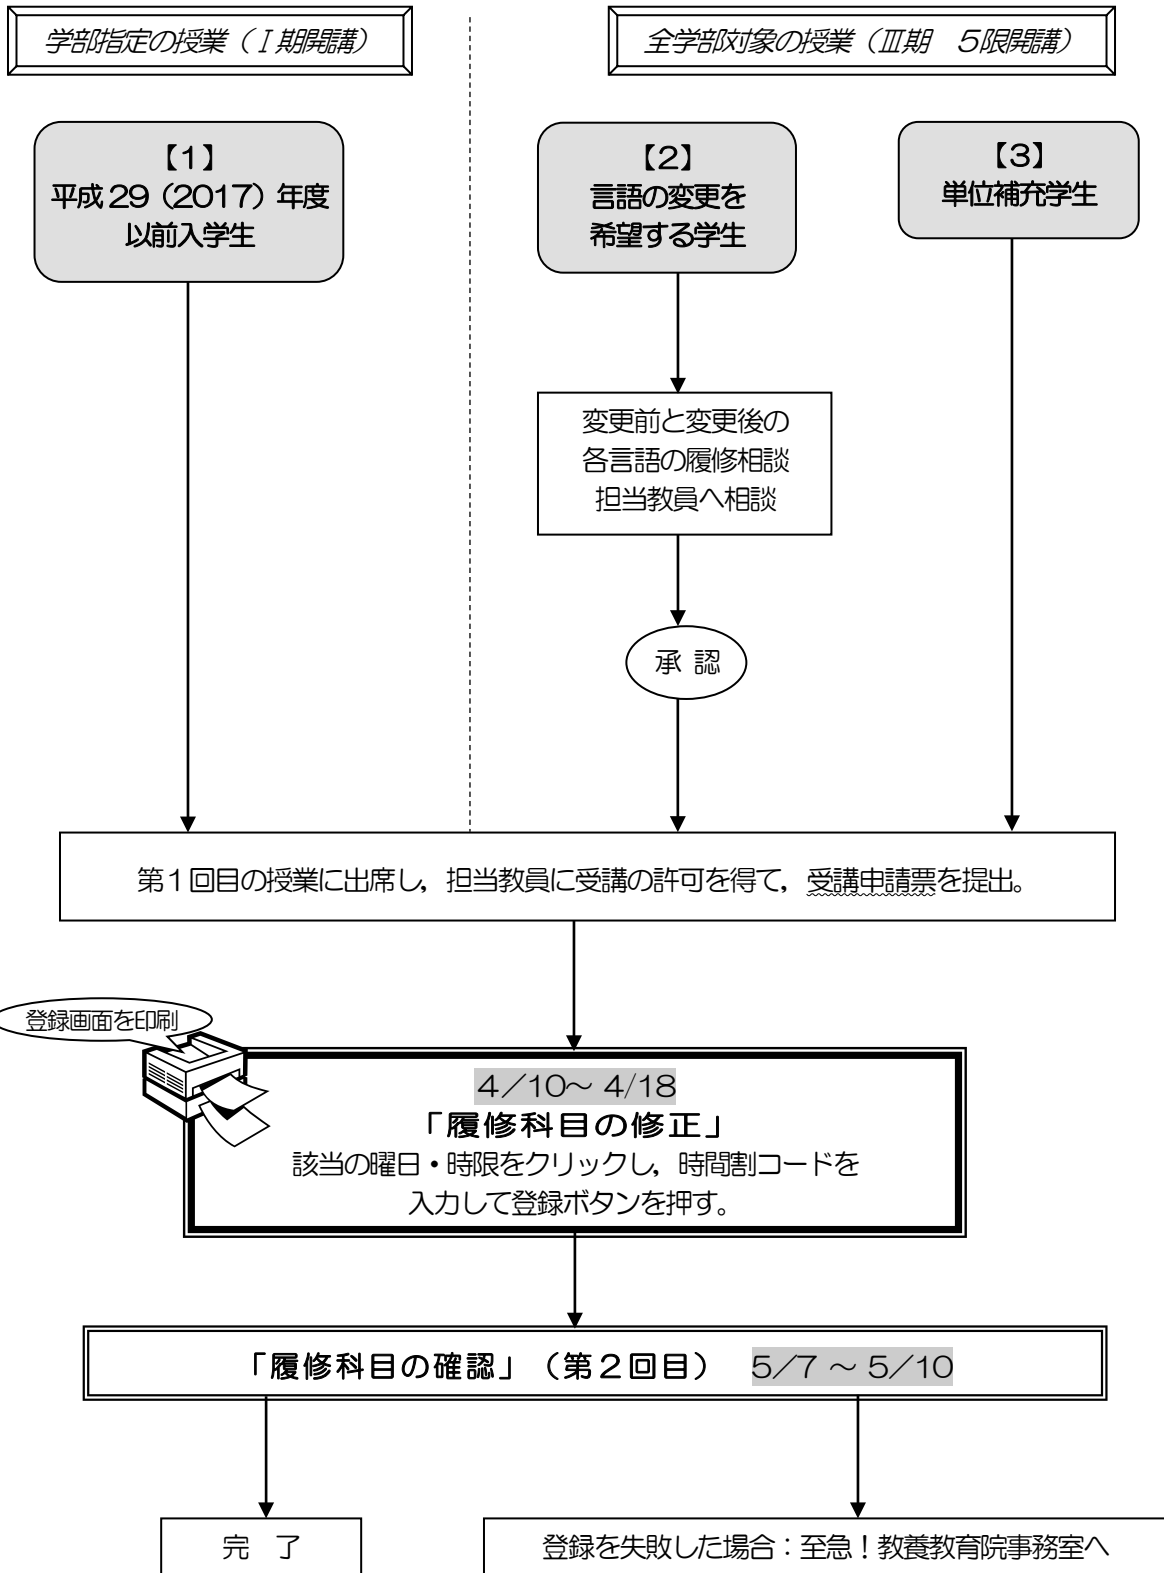 学部指定の授業（Ⅰ期開講）
全学部対象の授業（Ⅲ期　５限開講）
【1】
平成 29（2017）年度
以前入学生
【2】
言語の変更を
希望する学生
【3】
単位補充学生
変更前と変更後の
各言語の履修相談
担当教員へ相談
承 認
第１回目の授業に出席し，担当教員に受講の許可を得て，受講申請票を提出。
登録画面を印刷
4／10～ 4/18
「履修科目の修正」
該当の曜日・時限をクリックし，時間割コードを
入力して登録ボタンを押す。
「履修科目の確認」（第２回目）　5／7 ～ 5／10
完　了
登録を失敗した場合：至急！教養教育院事務室へ